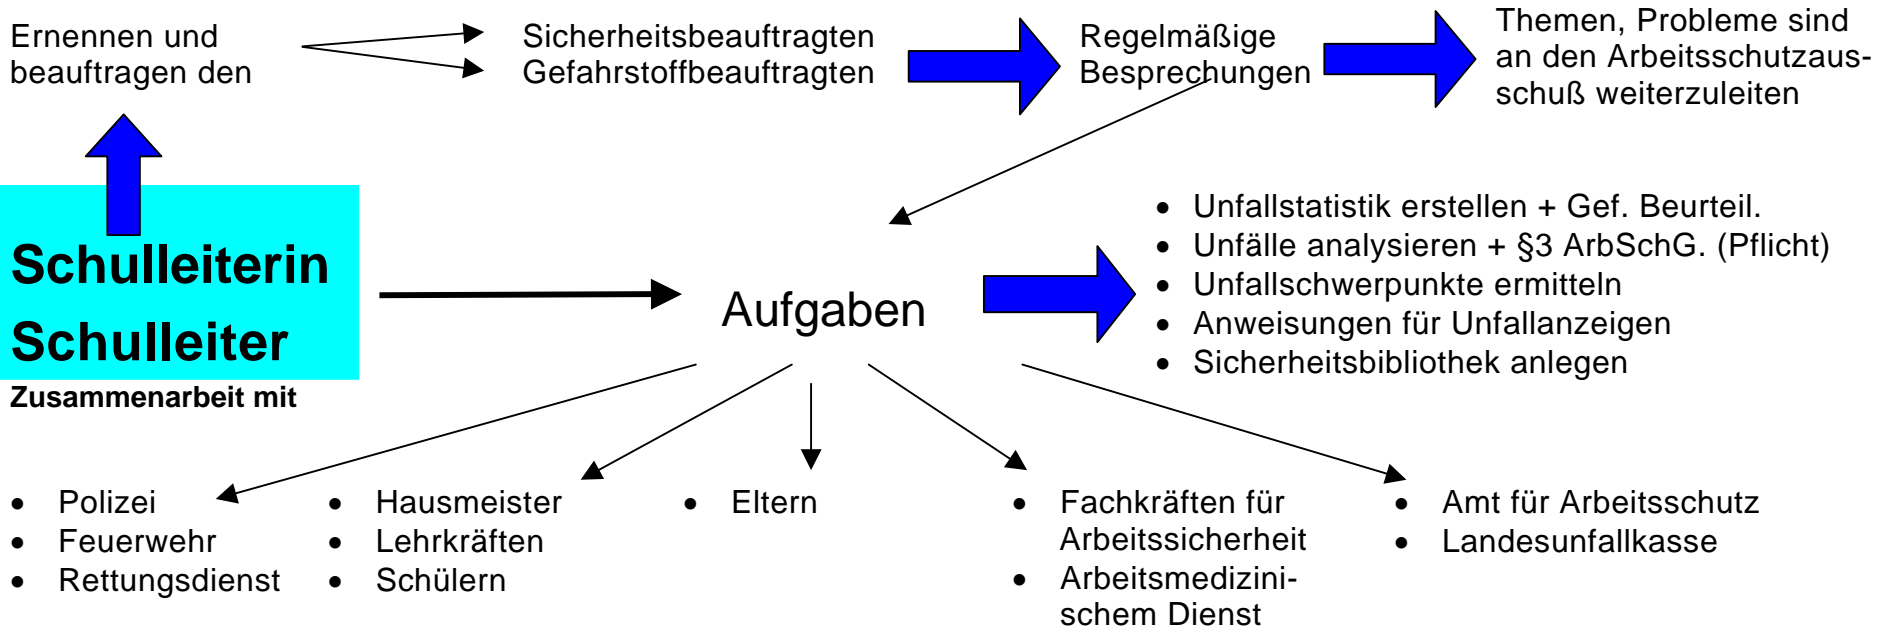 Ernennen und
beauftragen den
Sicherheitsbeauftragten
Gefahrstoffbeauftragten
Regelmäßige
Besprechungen
Themen, Probleme sind
an den Arbeitsschutzaus-
schuß weiterzuleiten
Schulleiterin
Schulleiter
Zusammenarbeit mit
Aufgaben
• Unfallstatistik erstellen + Gef. Beurteil.
• Unfälle analysieren + §3 ArbSchG. (Pflicht)
• Unfallschwerpunkte ermitteln
• Anweisungen für Unfallanzeigen
• Sicherheitsbibliothek anlegen
• Polizei
• Feuerwehr
• Rettungsdienst
• Hausmeister
• Lehrkräften
• Schülern
• Eltern
• Fachkräften für
Arbeitssicherheit
• Arbeitsmedizini-
schem Dienst
• Amt für Arbeitsschutz
• Landesunfallkasse